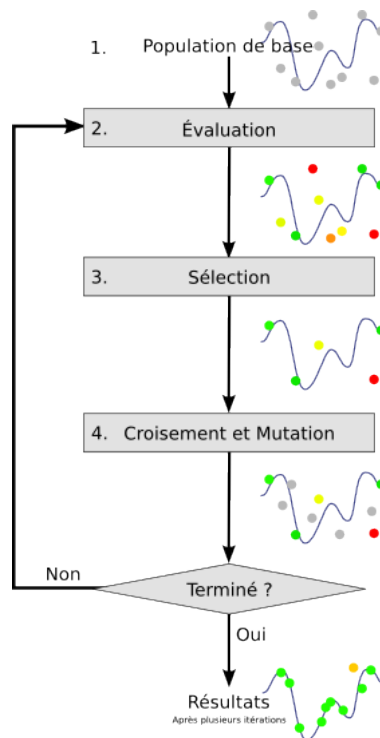 1. Population de base
2. Évaluation
3. Sélection
4. Croisement et Mutation
Non
Terminé ?
Oui
Résultats
Après plusieurs itérations